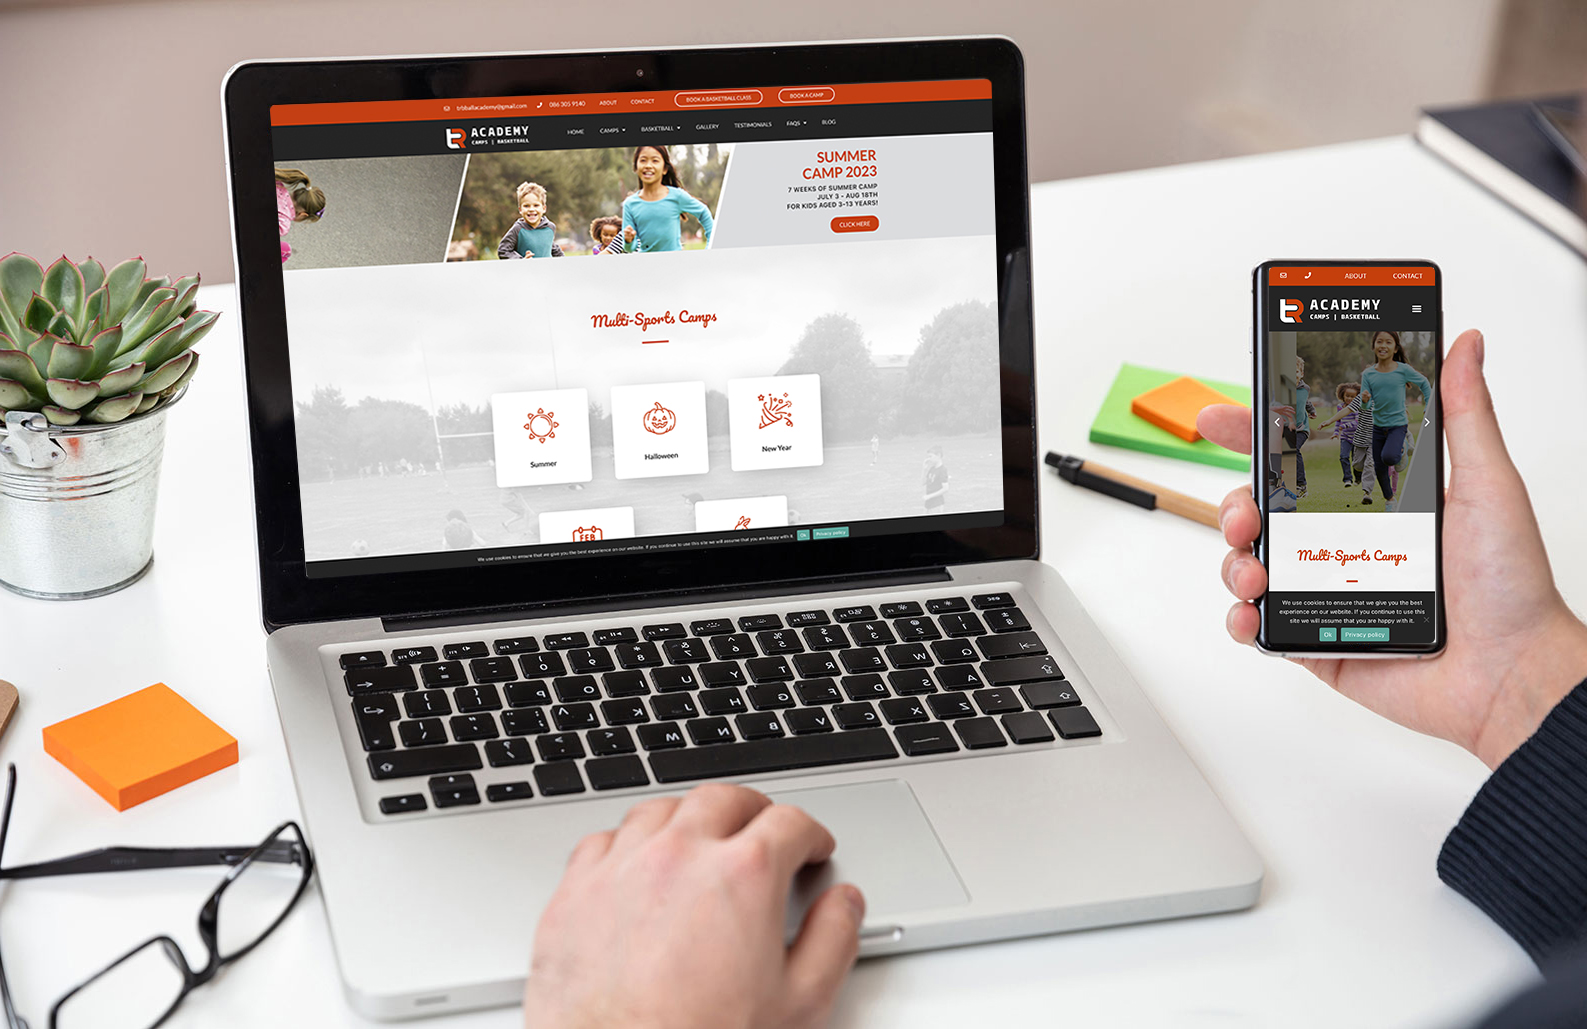 trbballacademy@gmail.com 086 305 9140 ABOUT CONTACT BOOK A BASKETBALL CLASS BOOK A CAMP
ACADEMY
CAMPS | BASKETBALL
HOME CAMPS BASKETBALL GALLERY TESTIMONIALS FAQS BLOG
SUMMER
CAMP 2023
7 WEEKS OF SUMMER CAMP
JULY 3 - AUG 18TH
FOR KIDS AGED 3-13 YEARS!
CLICK HERE
Multi-Sports Camps
Summer
Halloween
New Year
FEB
We use cookies to ensure that we give you the best experience on our website. If you continue to use this site we will assume that you are happy with it. Ok Privacy policy
ABOUT CONTACT
ACADEMY
CAMPS | BASKETBALL
Multi-Sports Camps
We use cookies to ensure that we give you the best
experience on our website. If you continue to use this
site we will assume that you are happy with it.
Ok Privacy policy